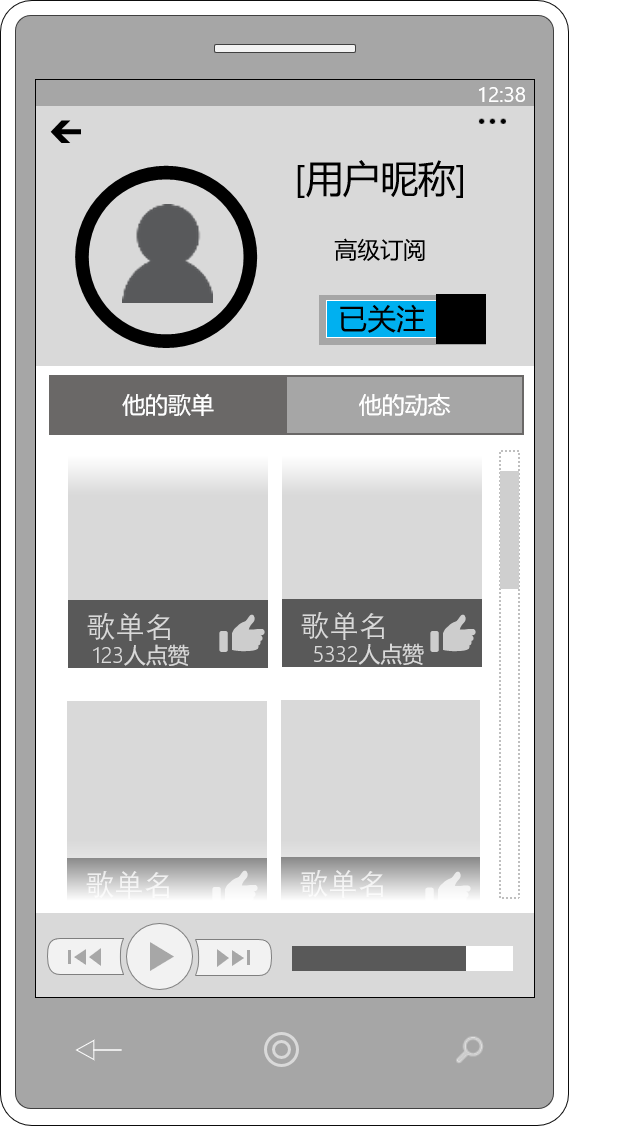 12:38
[用户昵称]
高级订阅
已关注
他的歌单
他的动态
歌单名
123人点赞
歌单名
5332人点赞
歌单名
歌单名